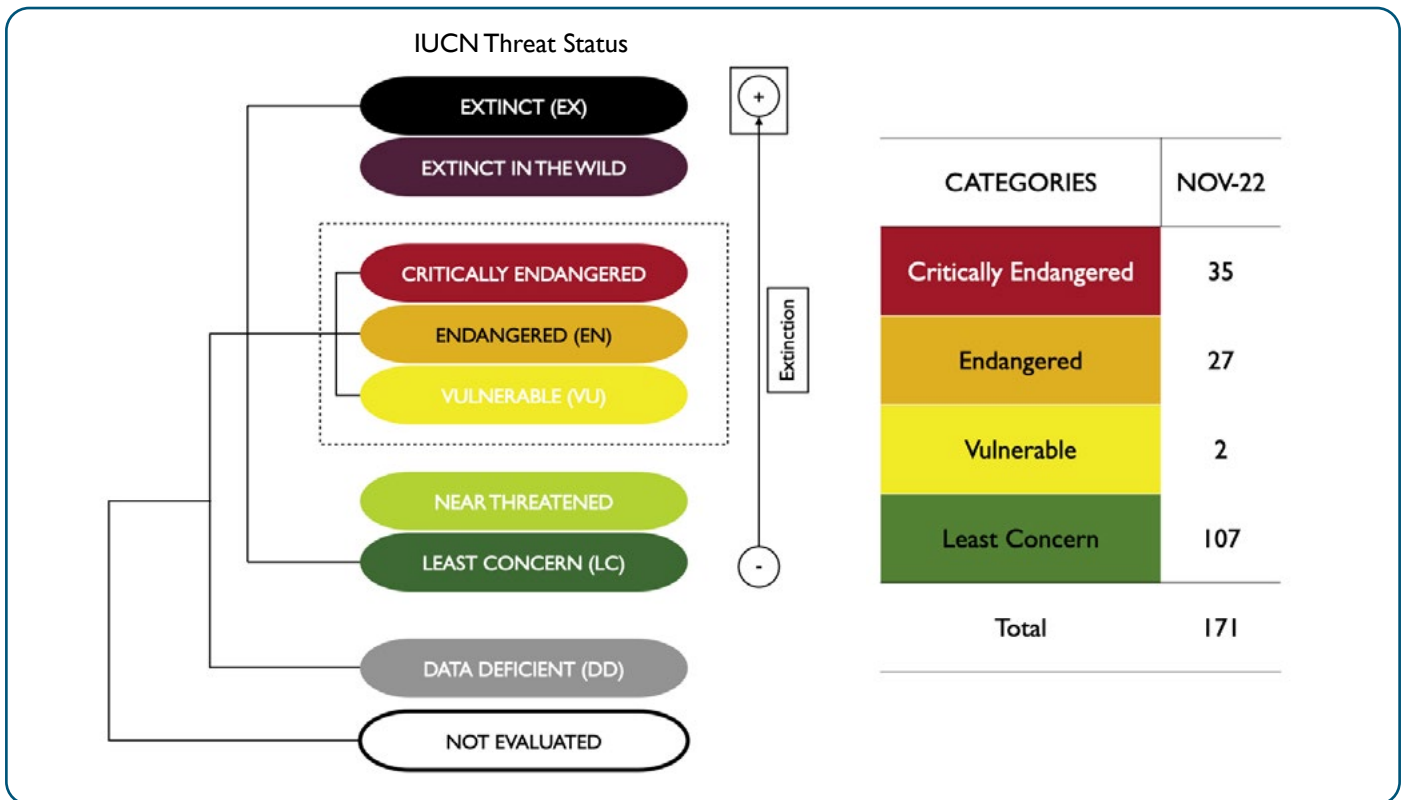 IUCN Threat Status
EXTINCT (EX)
EXTINCT IN THE WILD
CRITICALLY ENDANGERED
ENDANGERED (EN)
VULNERABLE (VU)
NEAR THREATENED
LEAST CONCERN (LC)
DATA DEFICIENT (DD)
NOT EVALUATED
+
Extinction
-
CATEGORIES NOV-22
Critically Endangered 35
Endangered 27
Vulnerable 2
Least Concern 107
Total 171